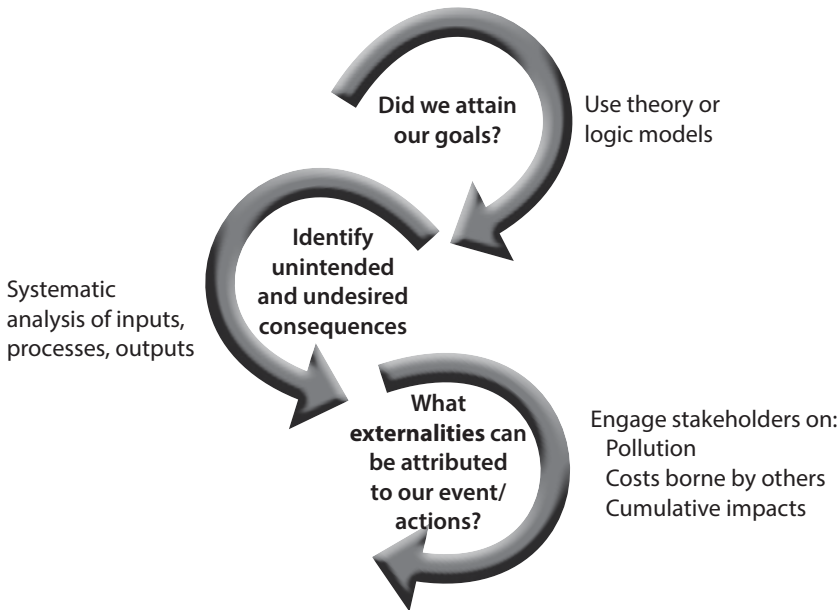 Did we attain
our goals?
Use theory or
logic models
Identify
unintended
and undesired
consequences
Systematic
analysis of inputs,
processes, outputs
What
externalities can
be attributed
to our event/
actions?
Engage stakeholders on:
Pollution
Costs borne by others
Cumulative impacts